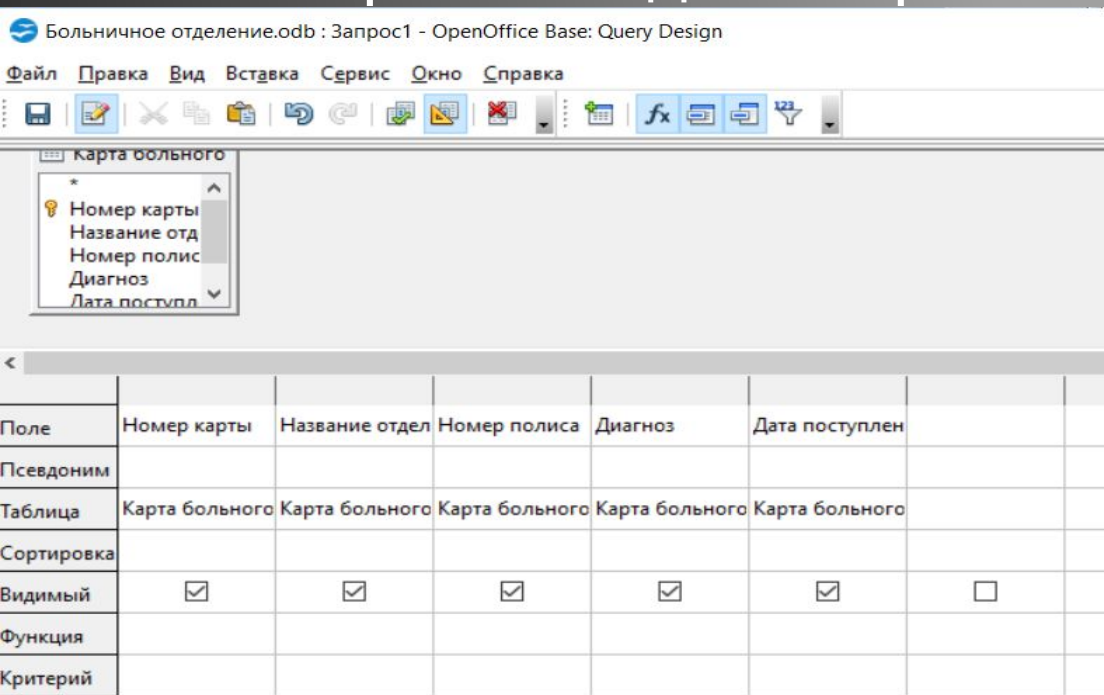 Больничное отделение.odb : Запрос1 - OpenOffice Base: Query Design
Файл Правка Вид Вставка Сервис Окно Справка
fx 123
Карта больного
*
Номер карты
Название отд
Номер полис
Диагноз
Дата поступл
Поле Номер карты Название отдел Номер полиса Диагноз Дата поступлен
Псевдоним
Таблица Карта больного Карта больного Карта больного Карта больного Карта больного
Сортировка
Видимый
Функция
Критерий